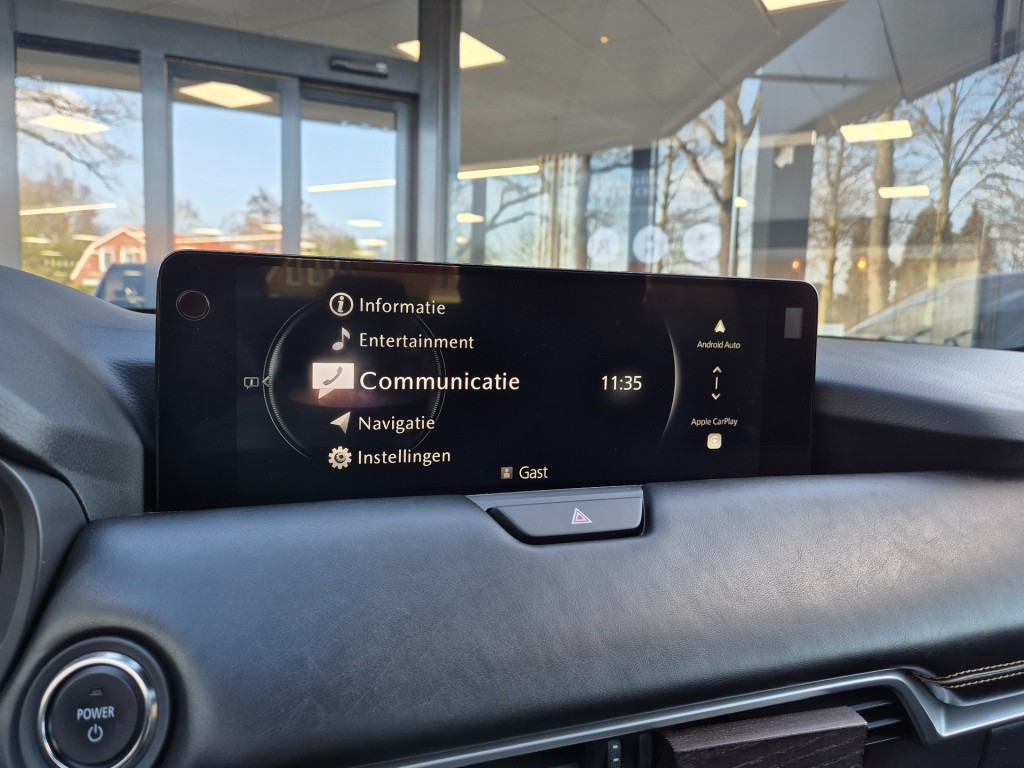 Informatie
Entertainment
Communicatie
Navigatie
Instellingen
11:35
Gast
Android Auto
Apple CarPlay
POWER